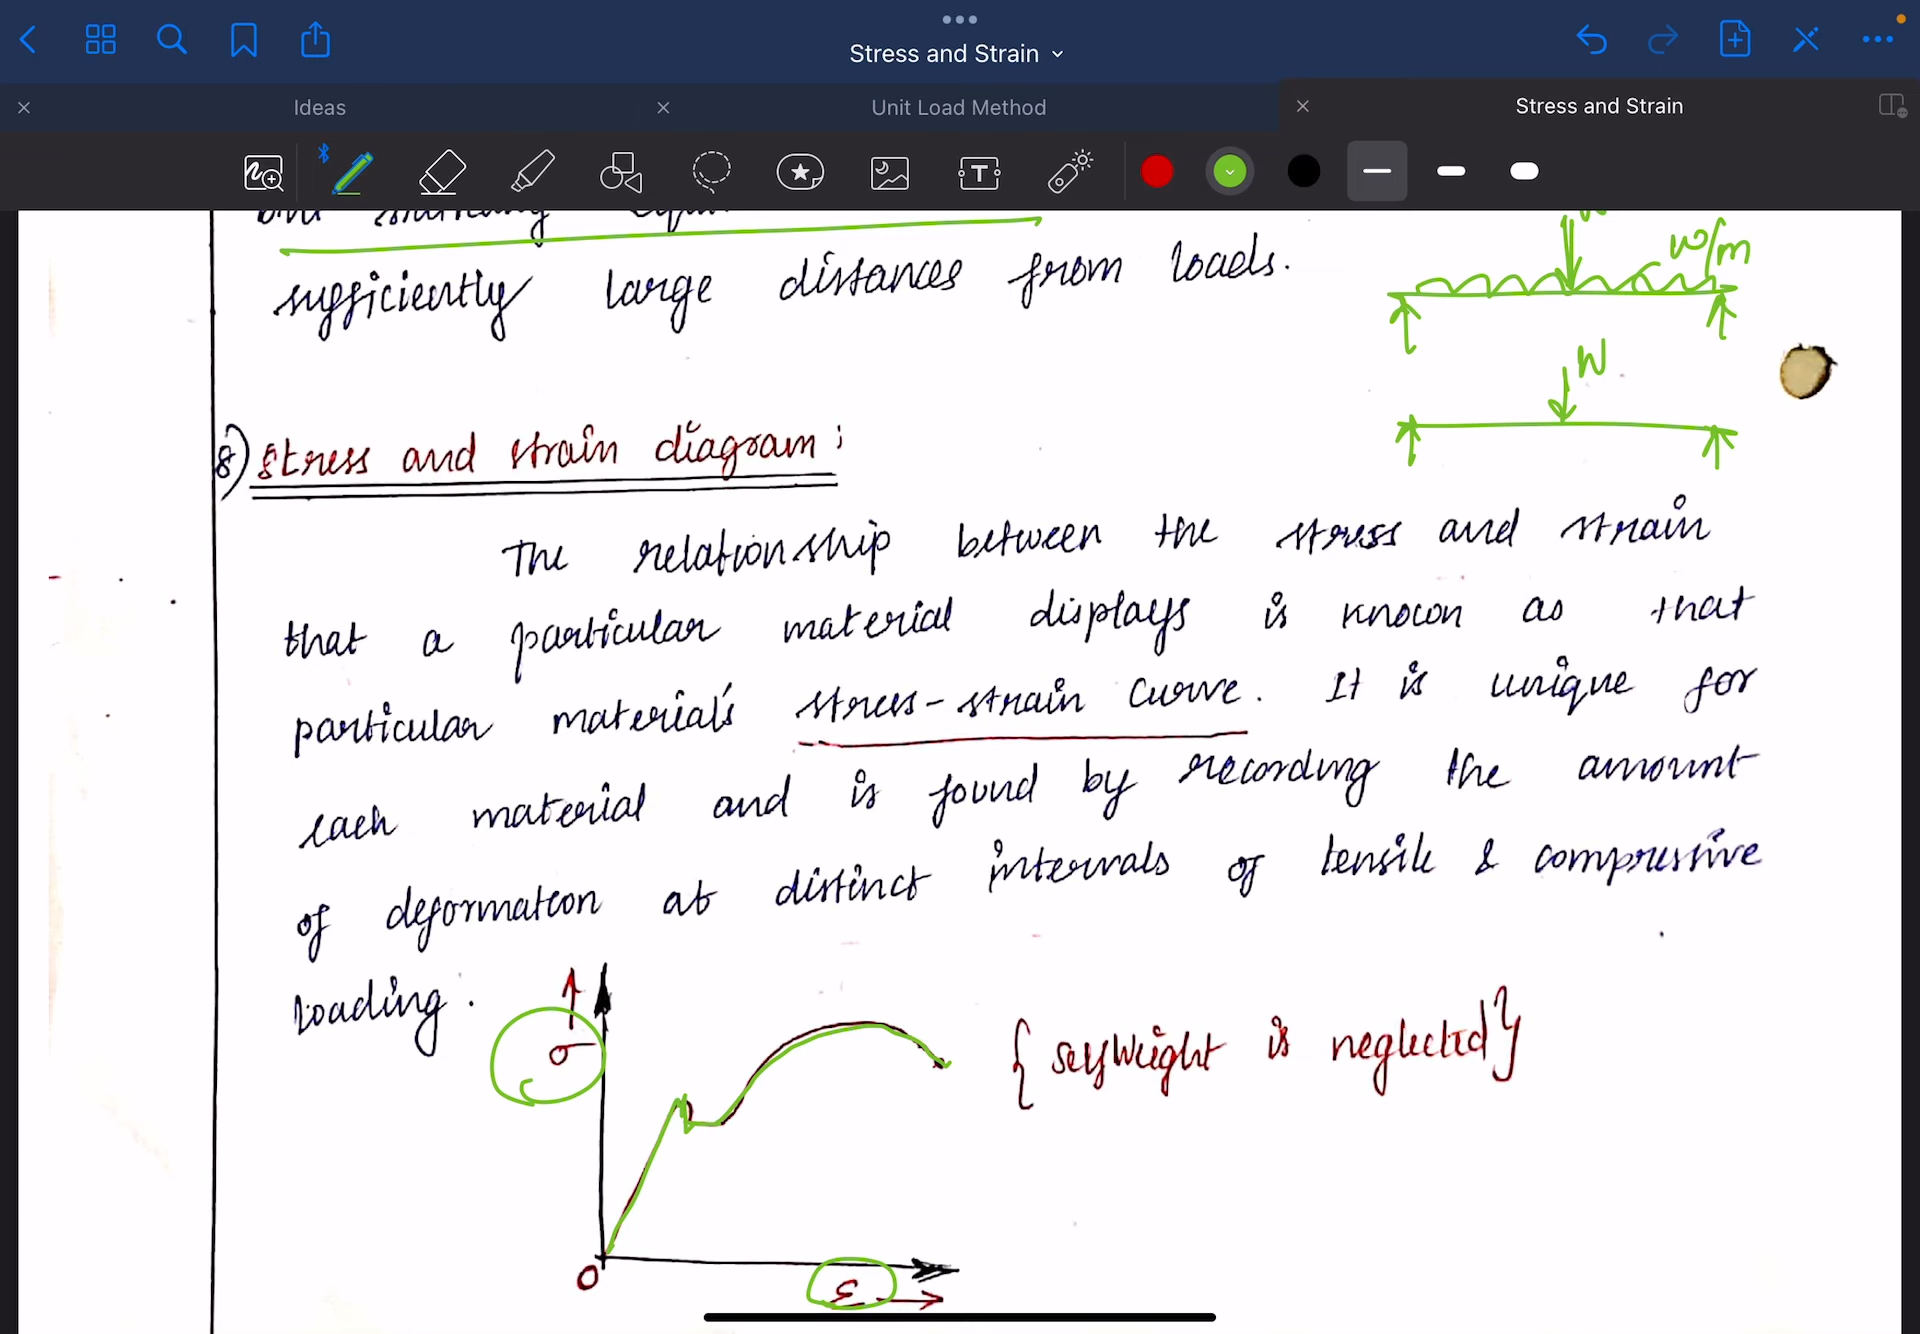 Stress and Strain
Ideas
Unit Load Method
Stress and Strain
sufficiently large distances from loads.
w/m
W
8) Stress and strain diagram:
The relationship between the stress and strain
that a particular material displays is known as that
particular material's stress-strain curve. It is unique for
each material and is found by recording the amount
of deformation at distinct intervals of tensile & compressive
loading.
σ
{selfweight is neglected}
O
ε